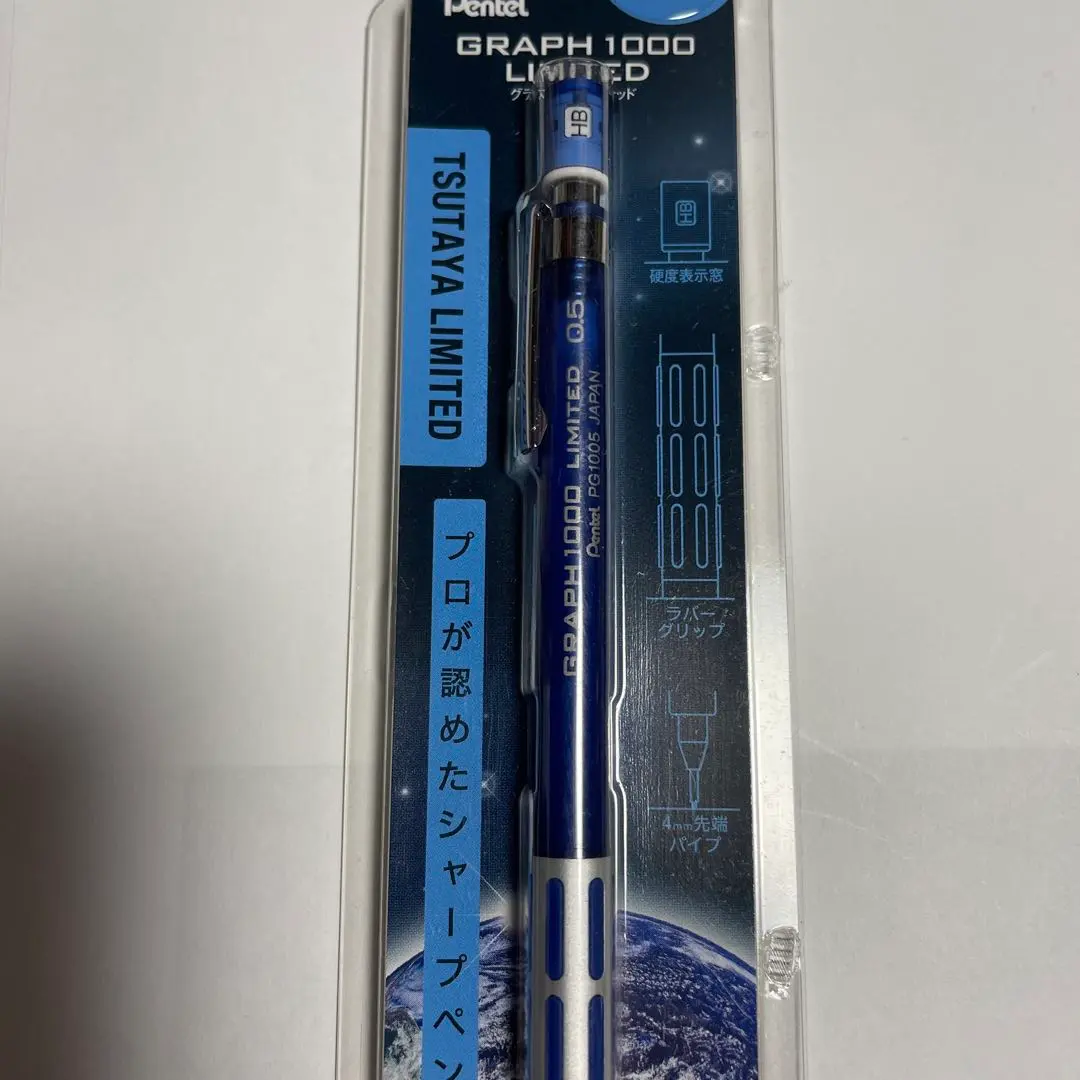 Pentel
GRAPH 1000
LIMITED
HB
TSUTAYA LIMITED
プロが認めたシャープペン
GRAPH1000 LIMITED 0.5
Pentel PG1005 JAPAN
HB
硬度表示窓
ラバー
グリップ
4mm先端
パイプ